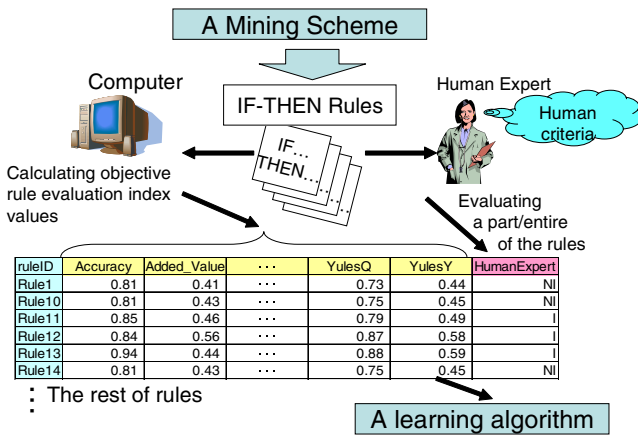 A Mining Scheme
Computer
Human Expert
IF-THEN Rules
Human
criteria
IF...
THEN...
Calculating objective
rule evaluation index
values
Evaluating
a part/entire
of the rules
ruleID Accuracy Added_Value ... YulesQ YulesY HumanExpert
Rule1 0.81 0.41 ... 0.73 0.44 NI
Rule10 0.81 0.43 ... 0.75 0.45 NI
Rule11 0.85 0.46 ... 0.79 0.49 I
Rule12 0.84 0.56 ... 0.87 0.58 I
Rule13 0.94 0.44 ... 0.88 0.59 I
Rule14 0.81 0.43 ... 0.75 0.45 NI
⋮ The rest of rules
A learning algorithm